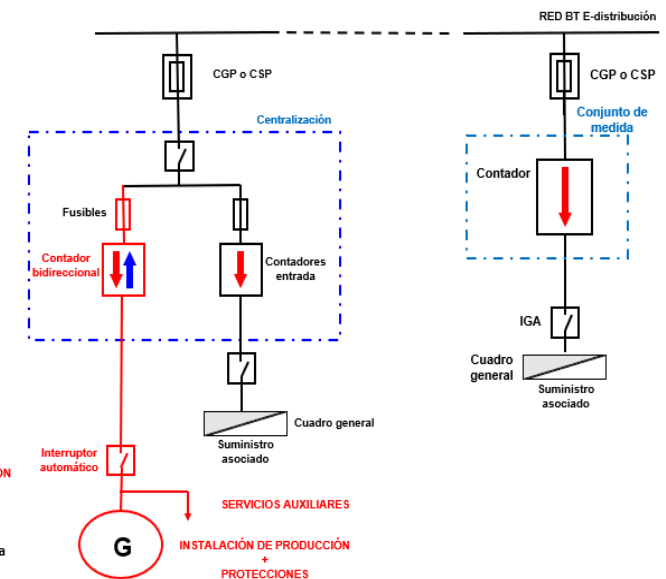 RED BT E-distribución
CGP o CSP
CGP o CSP
Centralización
Conjunto de
medida
Contador
Fusibles
Contador
bidireccional
Contadores
entrada
IGA
Cuadro
general
Suministro
asociado
Cuadro general
Suministro
asociado
Interruptor
automático
ÓN
SERVICIOS AUXILIARES
G
INSTALACIÓN DE PRODUCCIÓN
+
PROTECCIONES
a